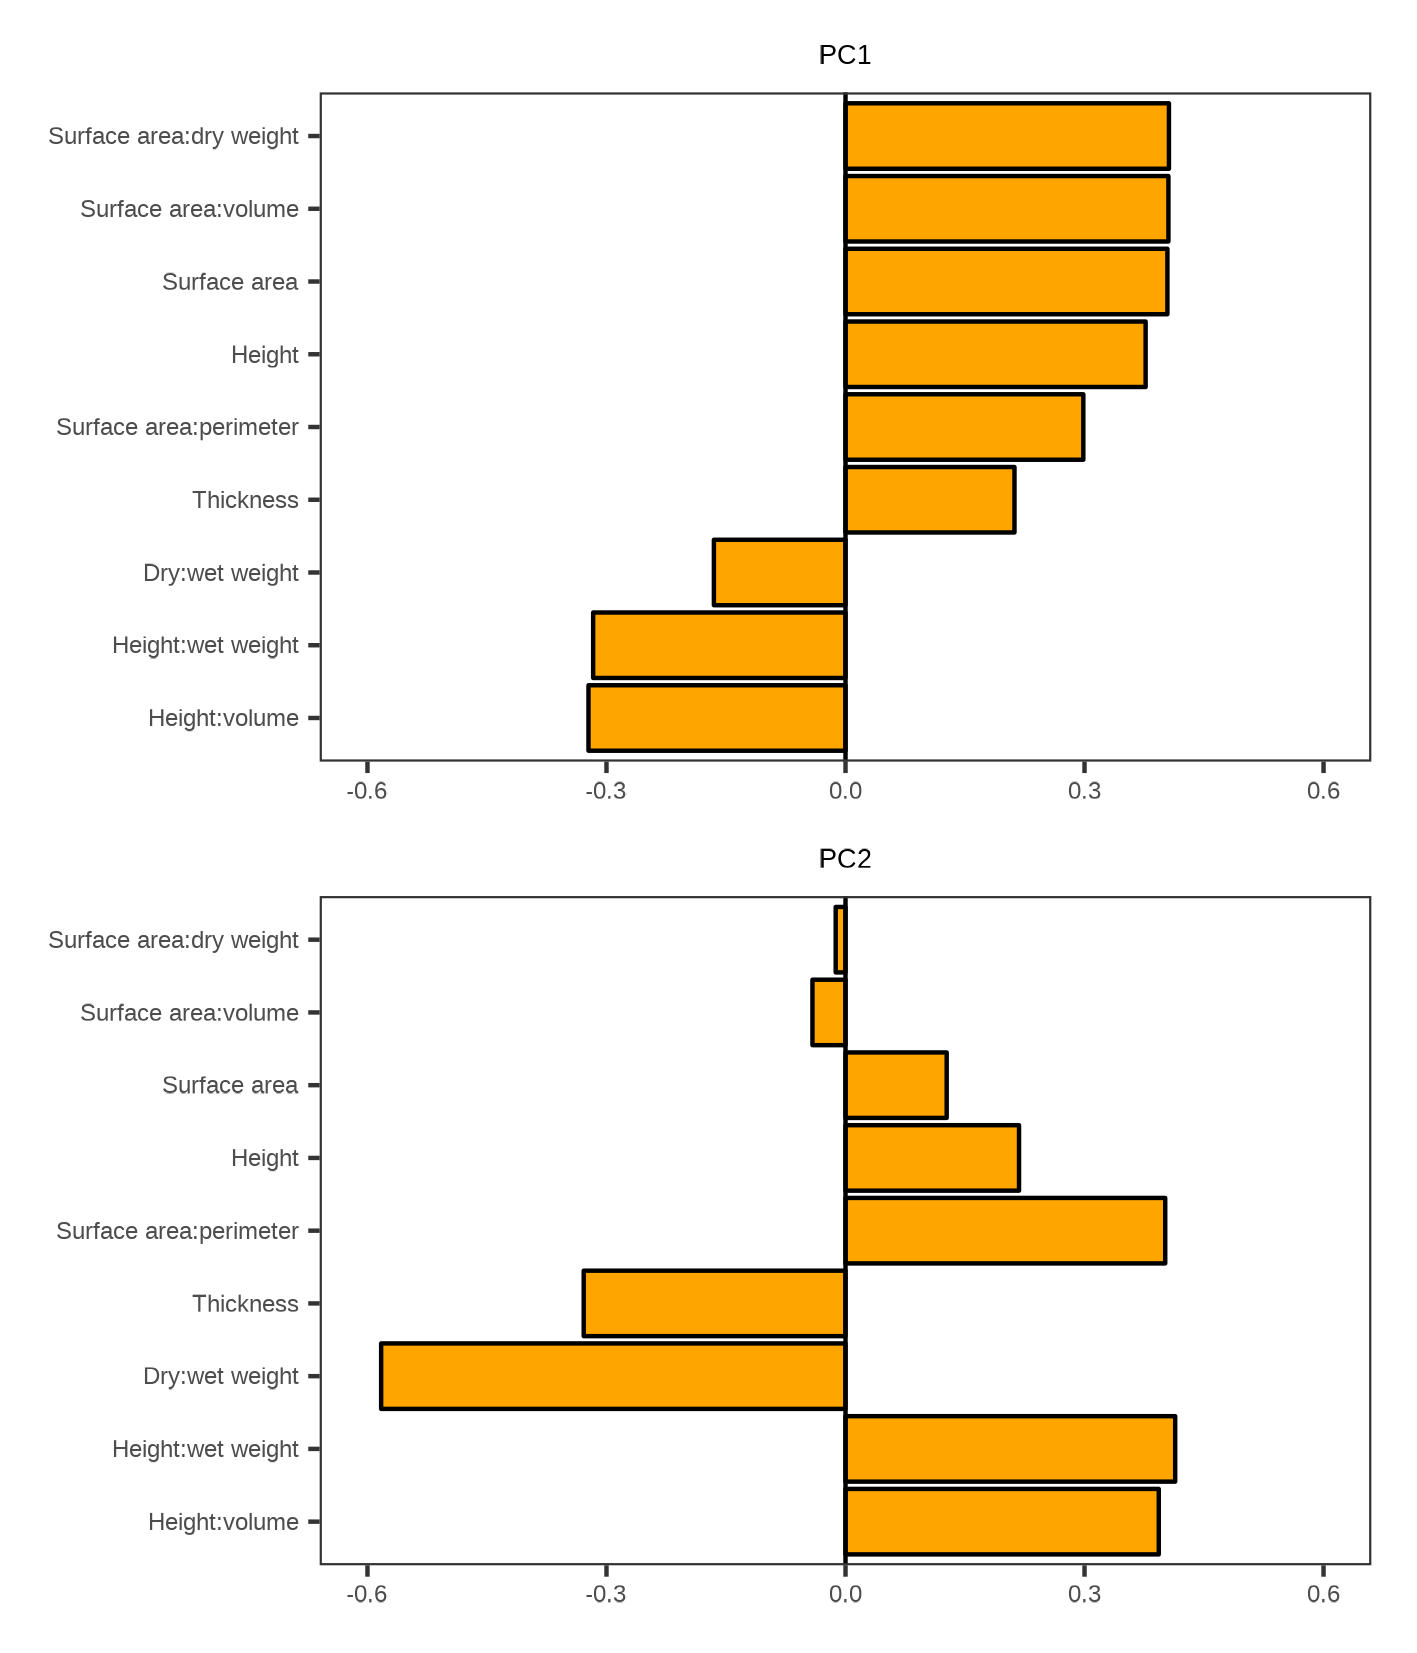 PC1
Surface area:dry weight
Surface area:volume
Surface area
Height
Surface area:perimeter
Thickness
Dry:wet weight
Height:wet weight
Height:volume
-0.6 -0.3 0.0 0.3 0.6
PC2
Surface area:dry weight
Surface area:volume
Surface area
Height
Surface area:perimeter
Thickness
Dry:wet weight
Height:wet weight
Height:volume
-0.6 -0.3 0.0 0.3 0.6